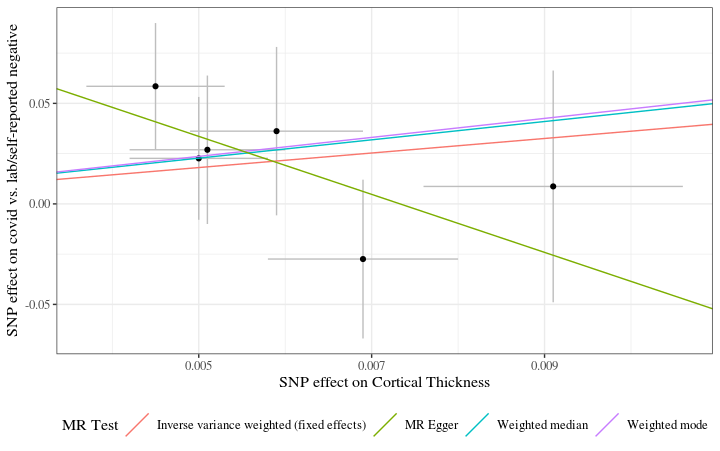 SNP effect on covid vs. lab/self-reported negative
0.05
0.00
-0.05
0.005
0.007
0.009
SNP effect on Cortical Thickness
MR Test
Inverse variance weighted (fixed effects)
MR Egger
Weighted median
Weighted mode